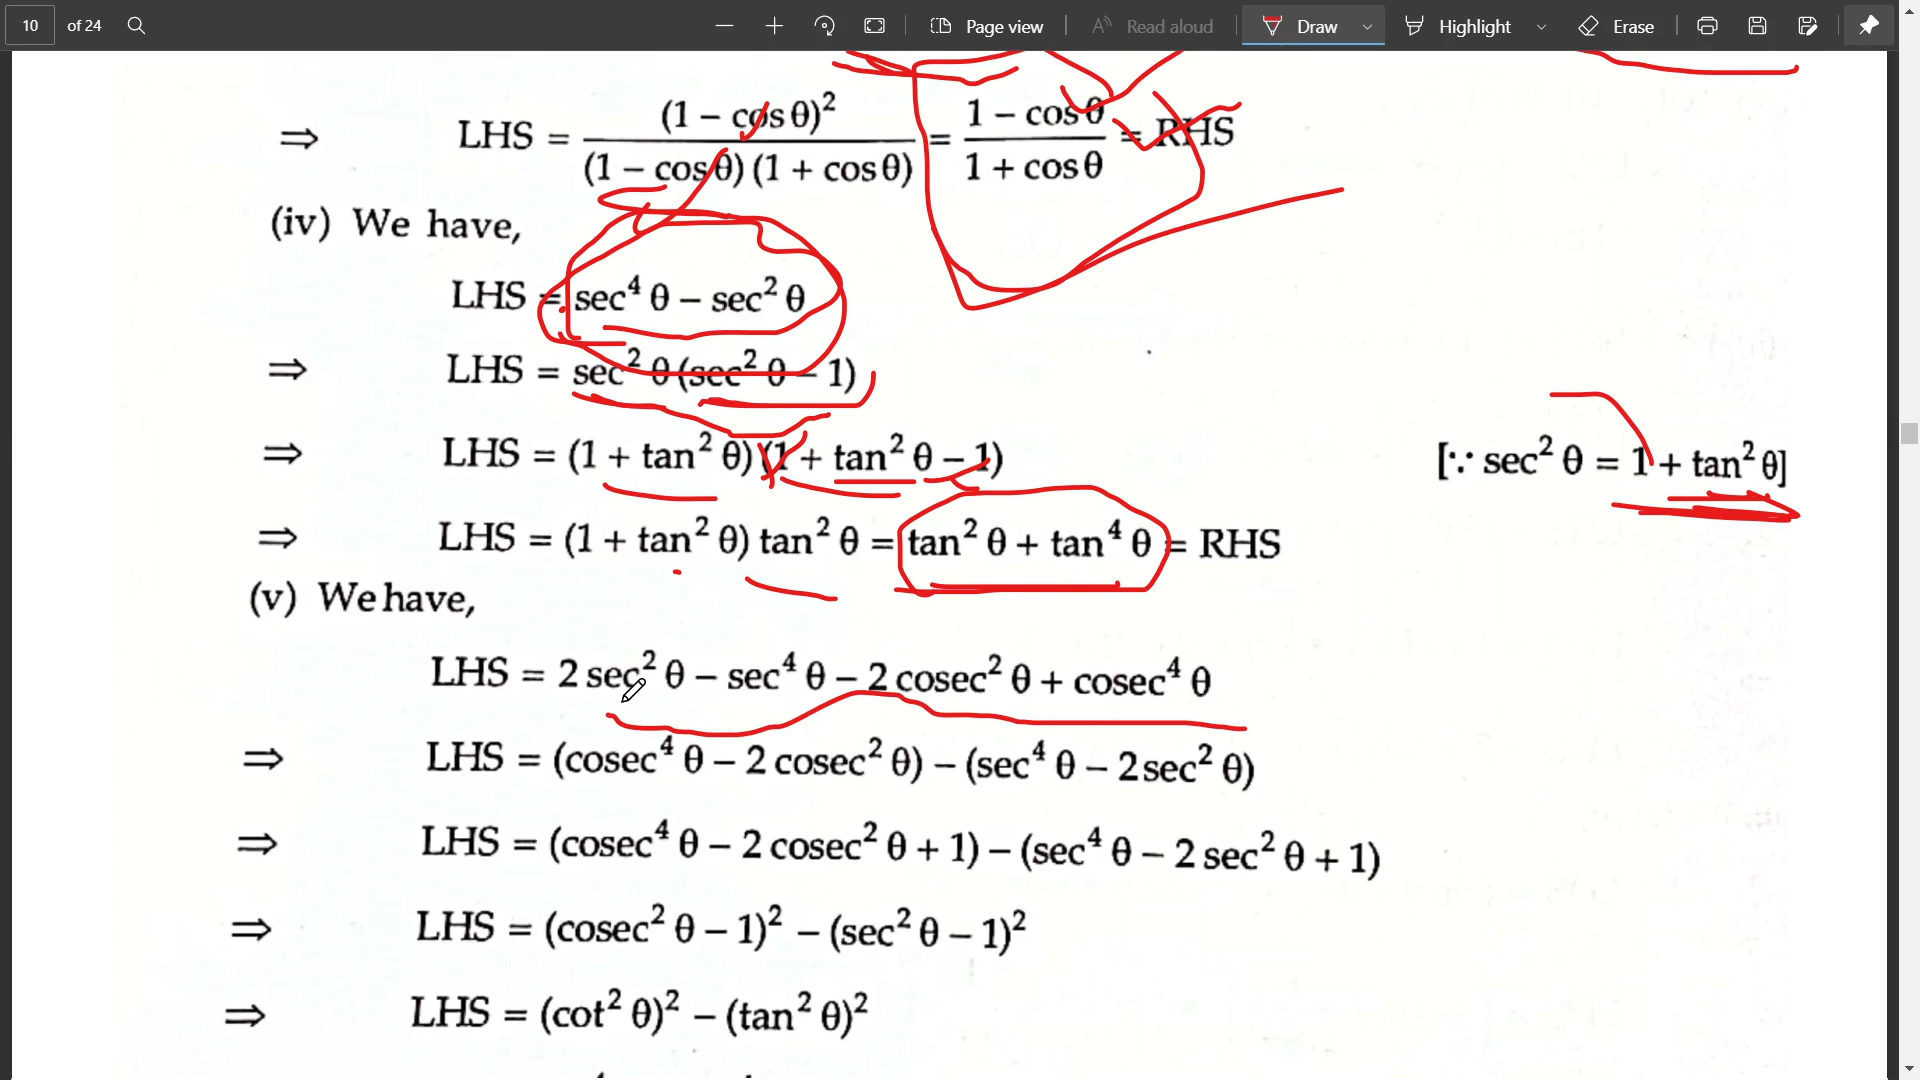 10 of 24 Page view Read aloud Draw Highlight Erase
⇒ LHS = (1 − cos θ)² / (1 − cos θ) (1 + cos θ) = 1 − cos θ / 1 + cos θ = RHS
(iv) We have,
LHS = sec⁴ θ − sec² θ
⇒ LHS = sec² θ (sec² θ − 1)
⇒ LHS = (1 + tan² θ) (1 + tan² θ − 1) [∵ sec² θ = 1 + tan² θ]
⇒ LHS = (1 + tan² θ) tan² θ = tan² θ + tan⁴ θ = RHS
(v) We have,
LHS = 2 sec² θ − sec⁴ θ − 2 cosec² θ + cosec⁴ θ
⇒ LHS = (cosec⁴ θ − 2 cosec² θ) − (sec⁴ θ − 2 sec² θ)
⇒ LHS = (cosec⁴ θ − 2 cosec² θ + 1) − (sec⁴ θ − 2 sec² θ + 1)
⇒ LHS = (cosec² θ − 1)² − (sec² θ − 1)²
⇒ LHS = (cot² θ)² − (tan² θ)²